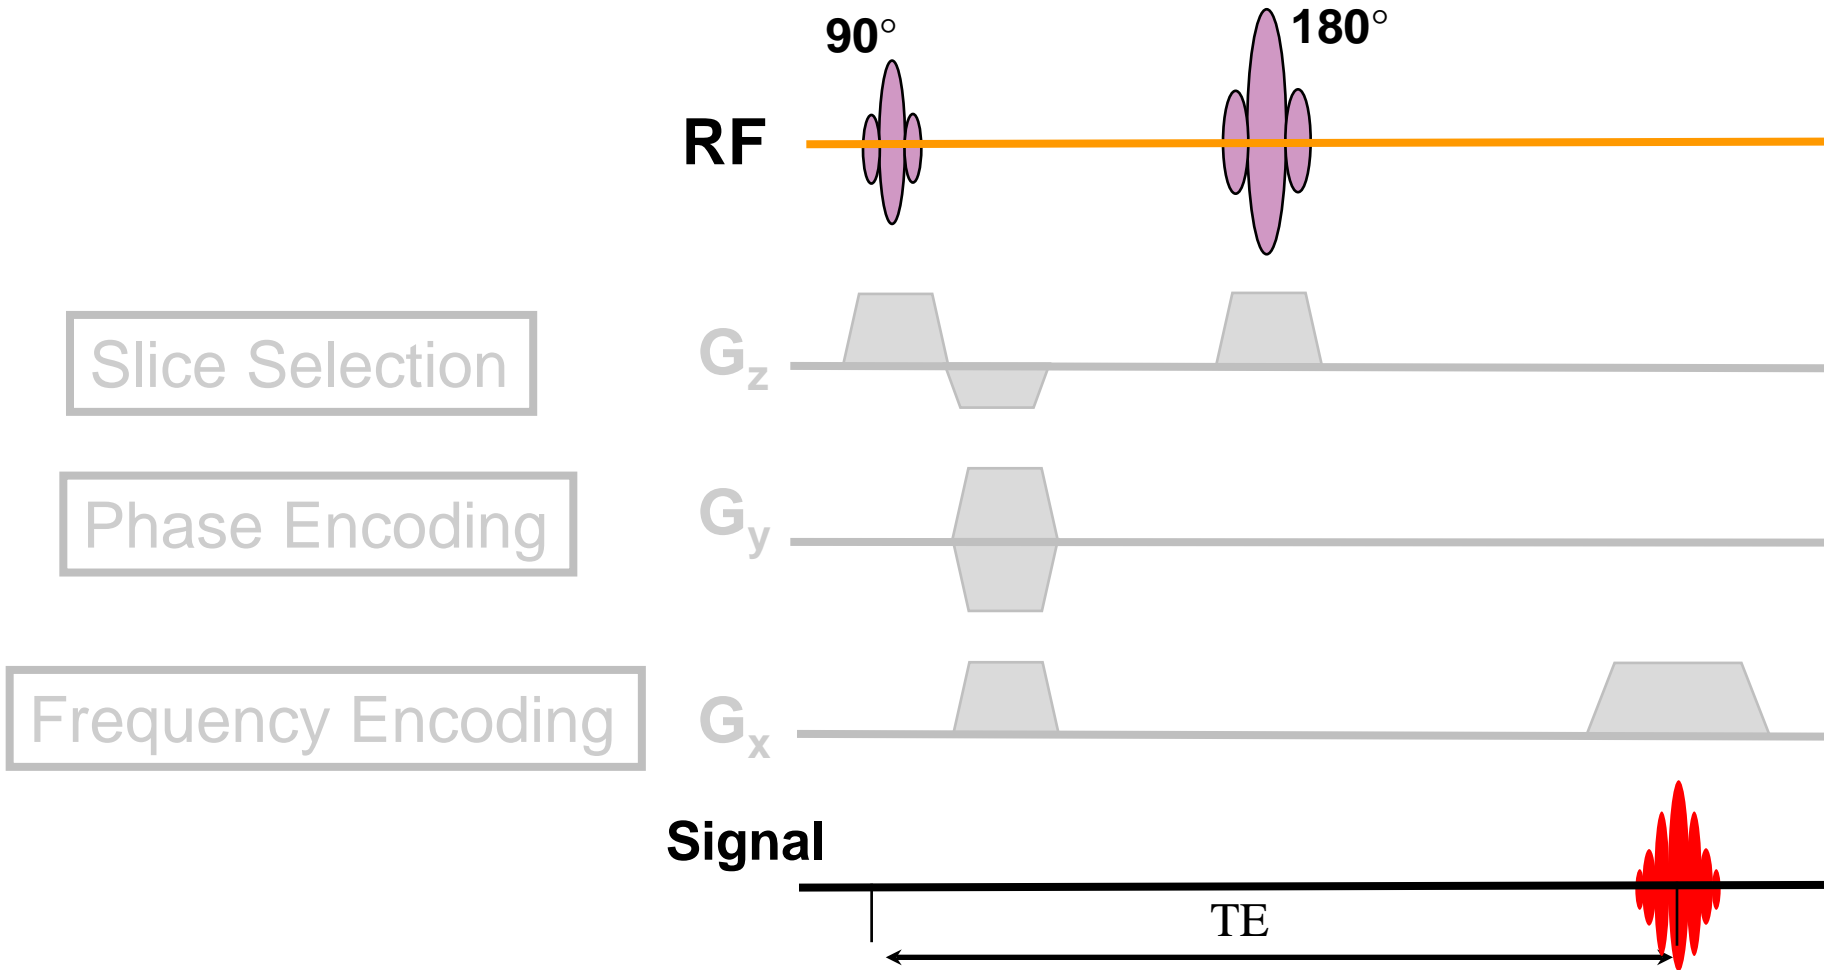 90°
180°
RF
Slice Selection
Gz
Phase Encoding
Gy
Frequency Encoding
Gx
Signal
TE